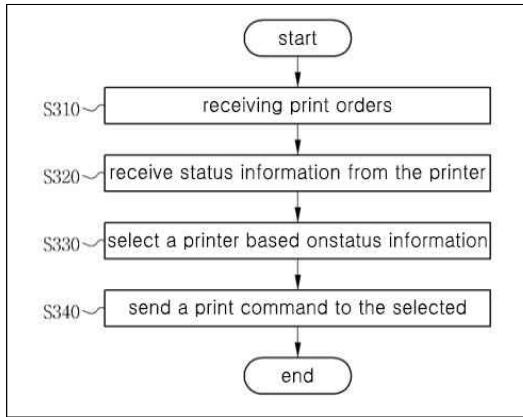 start
S310 receiving print orders
S320 receive status information from the printer
S330 select a printer based onstatus information
S340 send a print command to the selected
end